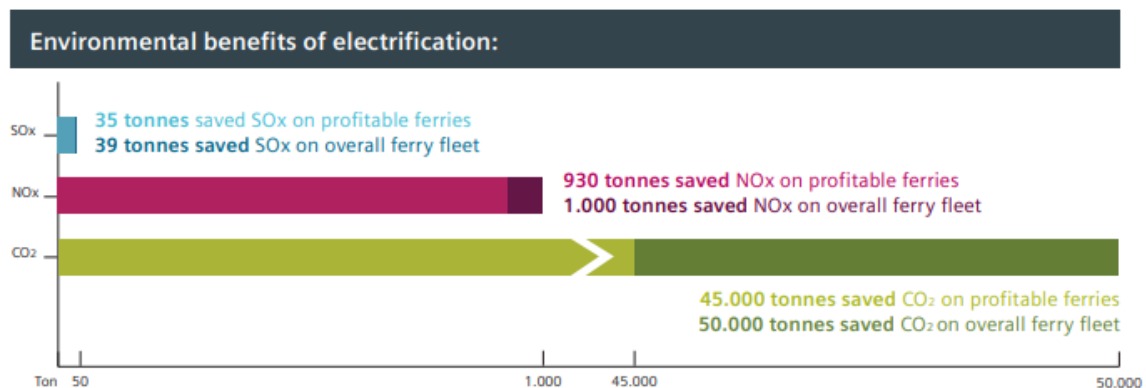 Environmental benefits of electrification:
SOx
35 tonnes saved SOx on profitable ferries
39 tonnes saved SOx on overall ferry fleet
NOx
930 tonnes saved NOx on profitable ferries
1.000 tonnes saved NOx on overall ferry fleet
CO2
45.000 tonnes saved CO2 on profitable ferries
50.000 tonnes saved CO2 on overall ferry fleet
Ton 50 1.000 45.000 50.000